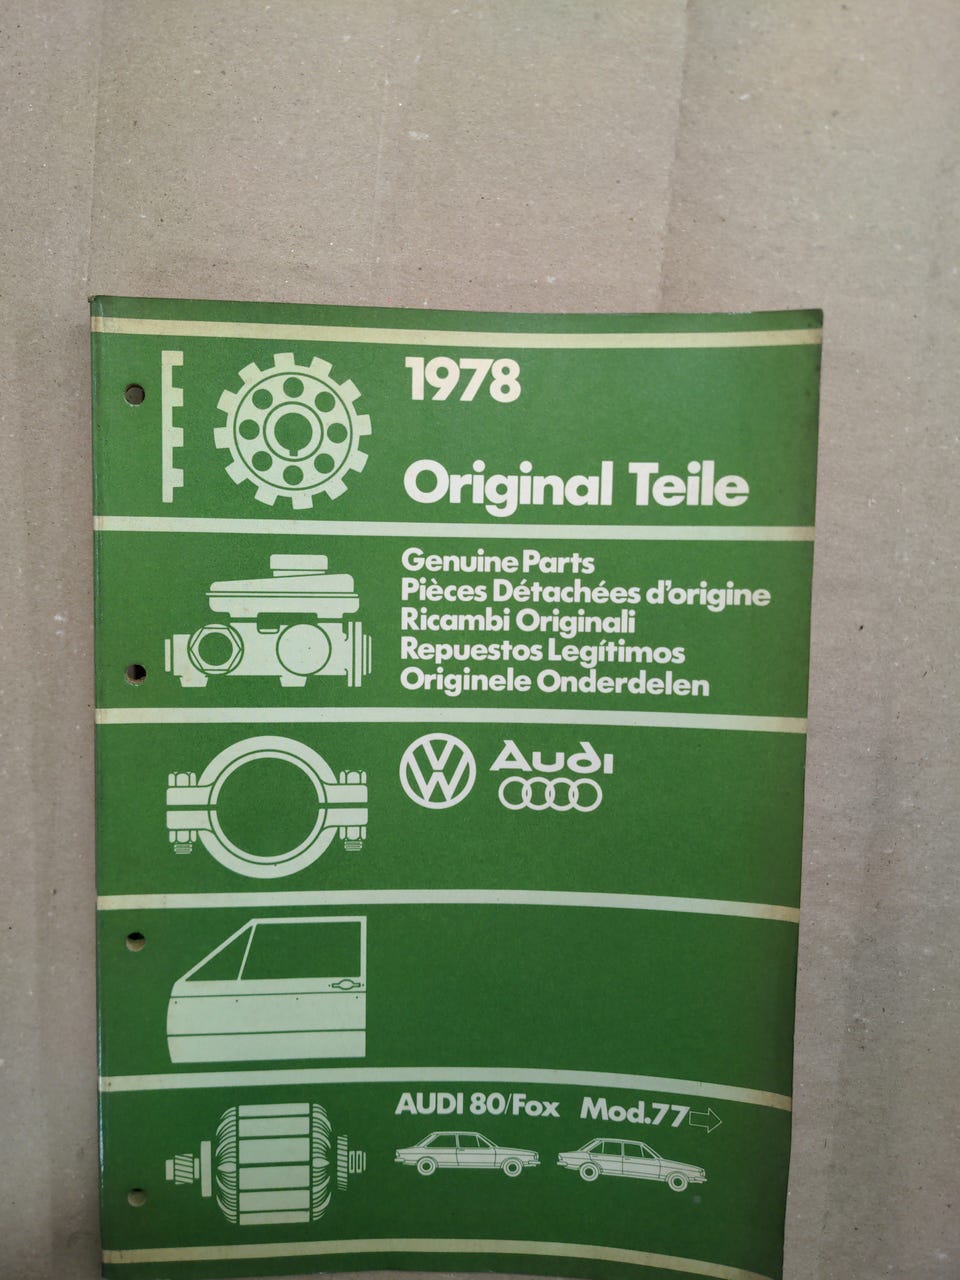 1978
Original Teile
Genuine Parts
Pièces Détachées d'origine
Ricambi Originali
Repuestos Legítimos
Originele Onderdelen
VW Audi
AUDI 80/Fox Mod.77